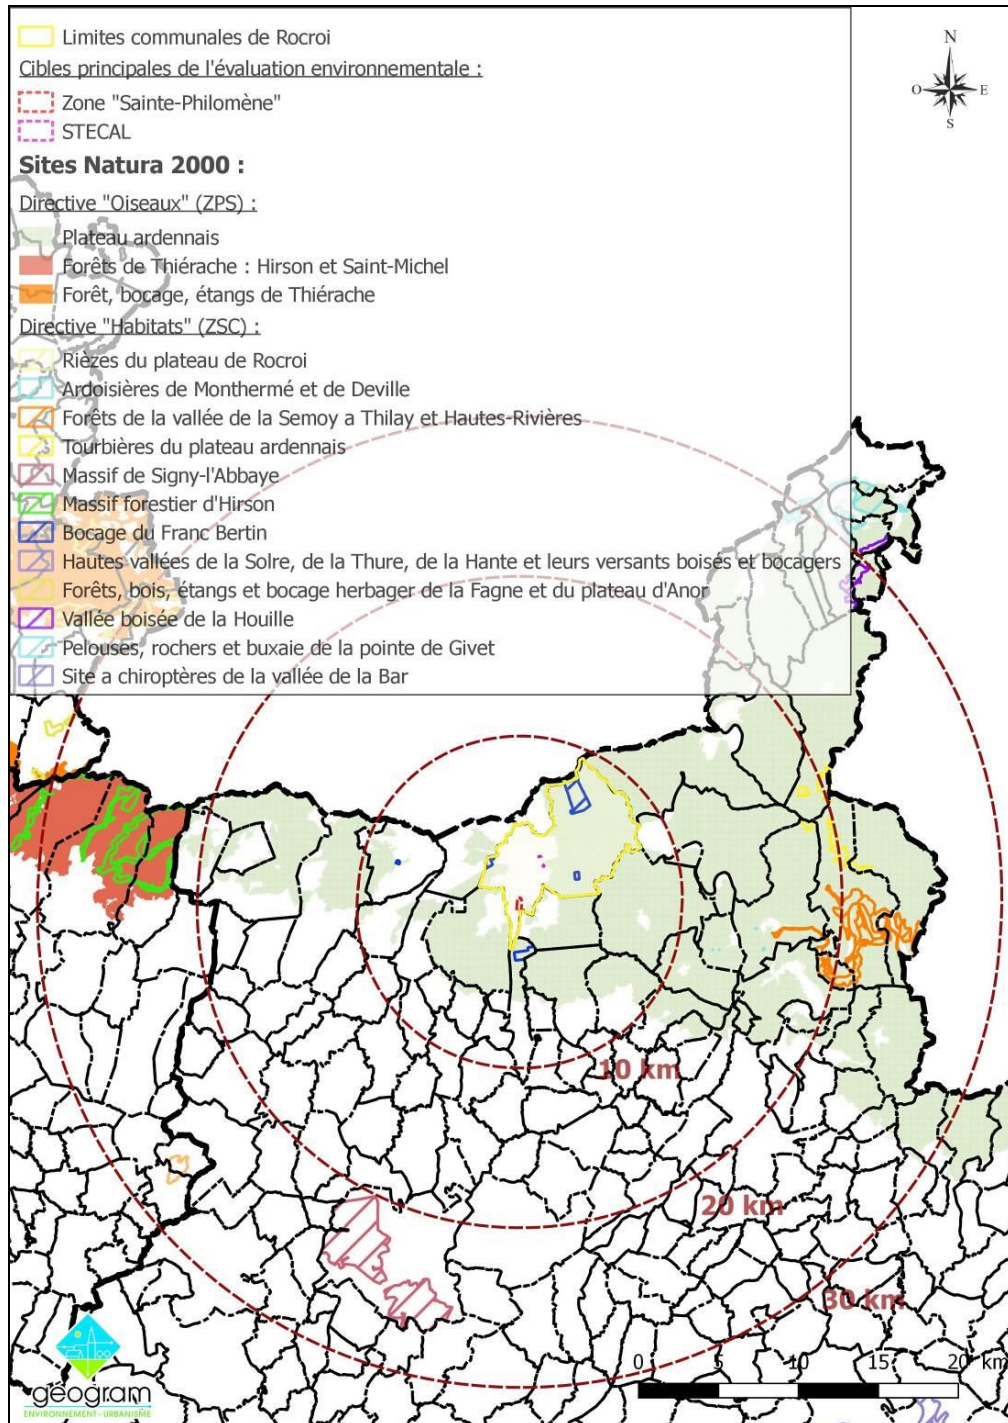 Limites communales de Rocroi
Cibles principales de l'évaluation environnementale :
Zone "Sainte-Philomène"
STECAL
Sites Natura 2000 :
Directive "Oiseaux" (ZPS) :
Plateau ardennais
Forêts de Thiérache : Hirson et Saint-Michel
Forêt, bocage, étangs de Thiérache
Directive "Habitats" (ZSC) :
Rièzes du plateau de Rocroi
Ardoisières de Monthermé et de Deville
Forêts de la vallée de la Semoy a Thilay et Hautes-Rivières
Tourbières du plateau ardennais
Massif de Signy-l'Abbaye
Massif forestier d'Hirson
Bocage du Franc Bertin
Hautes vallées de la Solre, de la Thure, de la Hante et leurs versants boisés et bocagers
Forêts, bois, étangs et bocage herbager de la Fagne et du plateau d'Anor
Vallée boisée de la Houille
Pelouses, rochers et buxaie de la pointe de Givet
Site a chiroptères de la vallée de la Bar
N
O E
S
10 km
20 km
30 km
0 5 10 15 20 km
géogram
ENVIRONNEMENT - URBANISME